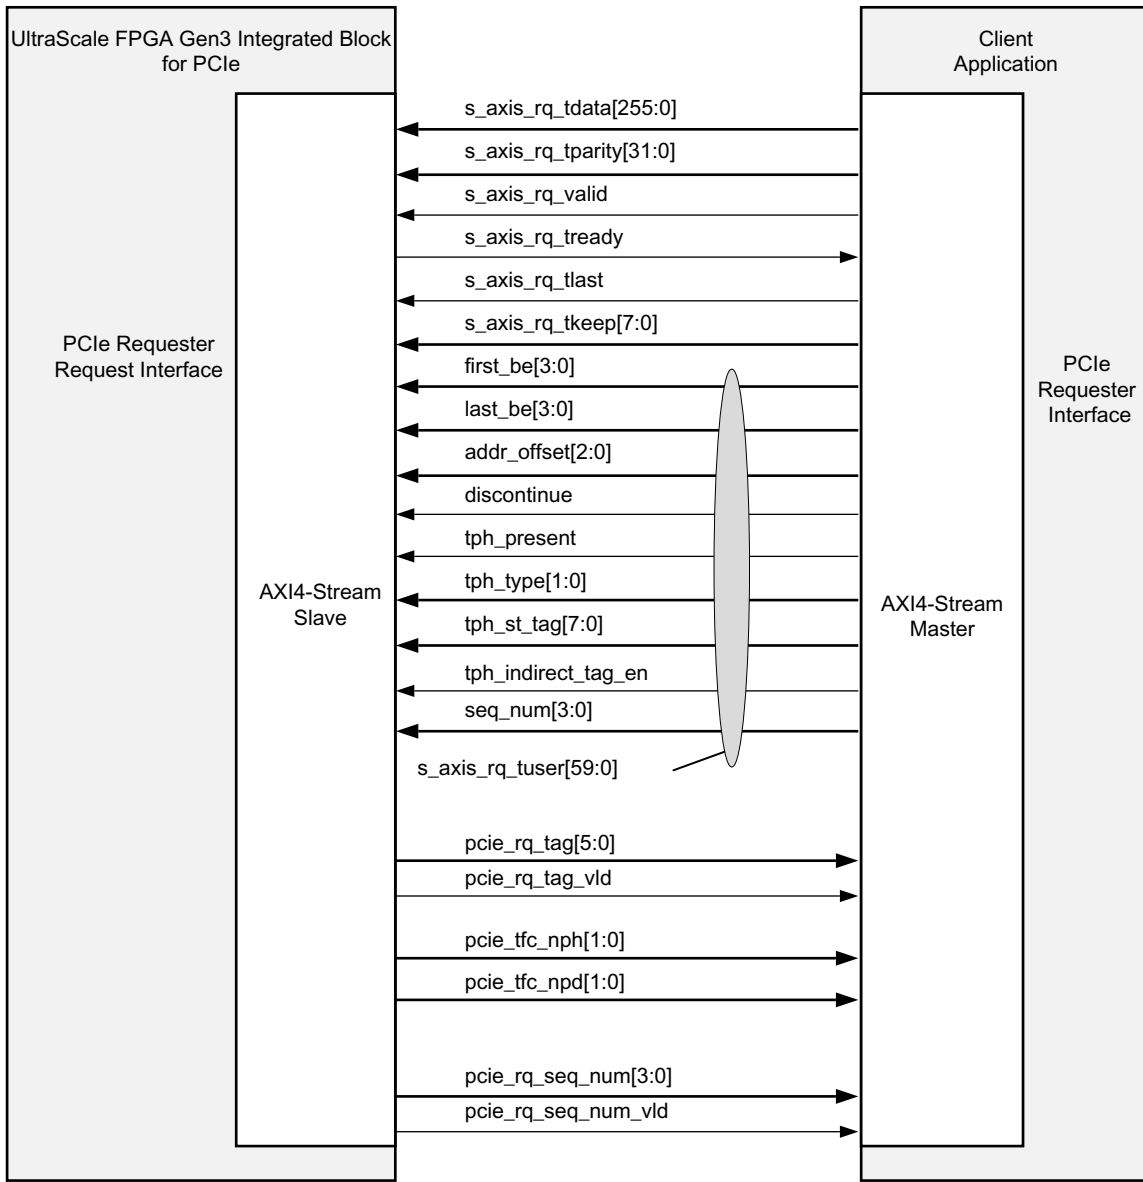 UltraScale FPGA Gen3 Integrated Block
for PCIe
Client
Application
s_axis_rq_tdata[255:0]
s_axis_rq_tparity[31:0]
s_axis_rq_valid
s_axis_rq_tready
s_axis_rq_tlast
s_axis_rq_tkeep[7:0]
PCIe Requester
Request Interface
first_be[3:0]
PCIe
Requester
Interface
last_be[3:0]
addr_offset[2:0]
discontinue
tph_present
tph_type[1:0]
AXI4-Stream
Slave
AXI4-Stream
Master
tph_st_tag[7:0]
tph_indirect_tag_en
seq_num[3:0]
s_axis_rq_tuser[59:0]
pcie_rq_tag[5:0]
pcie_rq_tag_vld
pcie_tfc_nph[1:0]
pcie_tfc_npd[1:0]
pcie_rq_seq_num[3:0]
pcie_rq_seq_num_vld